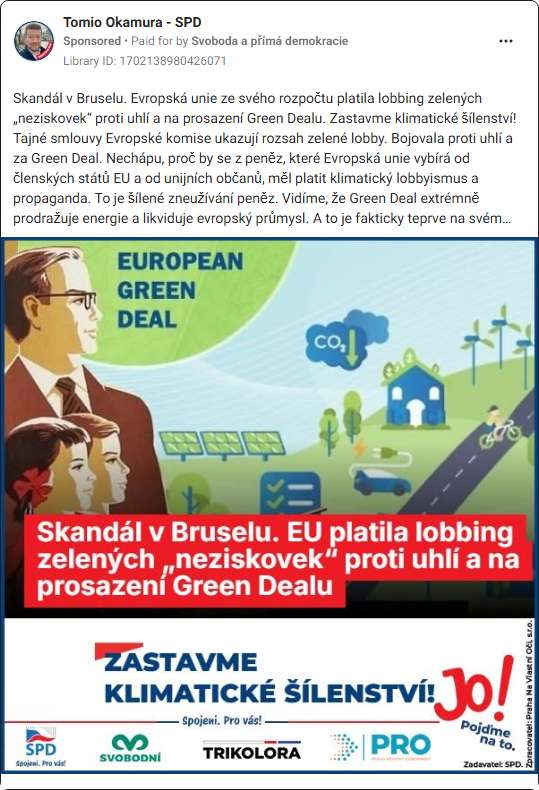 Tomio Okamura - SPD
Sponsored • Paid for by Svoboda a přímá demokracie
Library ID: 1702138980426071
Skandál v Bruselu. Evropská unie ze svého rozpočtu platila lobbing zelených
„neziskovek“ proti uhlí a na prosazení Green Dealu. Zastavme klimatické šílenství!
Tajné smlouvy Evropské komise ukazují rozsah zelené lobby. Bojovala proti uhlí a
za Green Deal. Nechápu, proč by se z peněz, které Evropská unie vybírá od
členských států EU a od unijních občanů, měl platit klimatický lobbyismus a
propaganda. To je šílené zneužívání peněz. Vidíme, že Green Deal extrémně
prodražuje energie a likviduje evropský průmysl. A to je fakticky teprve na svém...
EUROPEAN
GREEN
DEAL
CO₂
Skandál v Bruselu. EU platila lobbing
zelených „neziskovek“ proti uhlí a na
prosazení Green Dealu
ZASTAVME
KLIMATICKÉ ŠÍLENSTVÍ!
Jo!
Pojďme
na to.
Spojeni. Pro vás!
SPD
Spojeni. Pro vás!
SVOBODNÍ
TRIKOLORA
PRO
Zadavatel: SPD.
Zpracovatel: Praha Na Vlastní Oči, s.r.o.